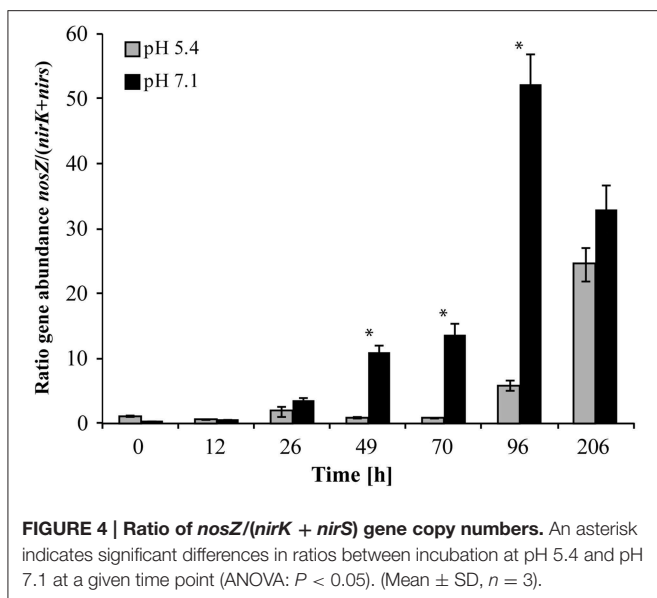 60
50
40
30
20
10
0
Ratio gene abundance nosZ/(nirK+nirs)
pH 5.4
pH 7.1
*
*
*
0 12 26 49 70 96 206
Time [h]
FIGURE 4 | Ratio of nosZ/(nirK + nirS) gene copy numbers. An asterisk
indicates significant differences in ratios between incubation at pH 5.4 and pH
7.1 at a given time point (ANOVA: P < 0.05). (Mean ± SD, n = 3).